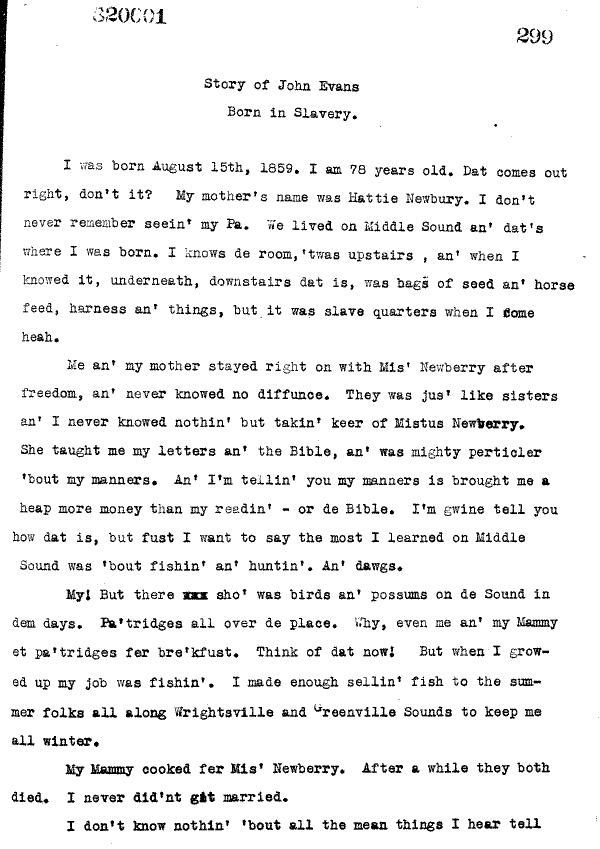 320001
299
Story of John Evans
Born in Slavery.
I was born August 15th, 1859. I am 78 years old. Dat comes out
right, don't it? My mother's name was Hattie Newbury. I don't
never remember seein' my Pa. We lived on Middle Sound an' dat's
where I was born. I knows de room,'twas upstairs , an' when I
knowed it, underneath, downstairs dat is, was bags of seed an' horse
feed, harness an' things, but it was slave quarters when I come
heah.
Me an' my mother stayed right on with Mis' Newberry after
freedom, an' never knowed no diffunce. They was jus' like sisters
an' I never knowed nothin' but takin' keer of Mistus Newberry.
She taught me my letters an' the Bible, an' was mighty perticler
'bout my manners. An' I'm tellin' you my manners is brought me a
heap more money than my readin' - or de Bible. I'm gwine tell you
how dat is, but fust I want to say the most I learned on Middle
Sound was 'bout fishin' an' huntin'. An' dawgs.
My! But there sho' was birds an' possums on de Sound in
dem days. Pa'tridges all over de place. Why, even me an' my Mammy
et pa'tridges fer bre'kfust. Think of dat now! But when I grow-
ed up my job was fishin'. I made enough sellin' fish to the sum-
mer folks all along Wrightsville and Greenville Sounds to keep me
all winter.
My Mammy cooked fer Mis' Newberry. After a while they both
died. I never did'nt git married.
I don't know nothin' 'bout all the mean things I hear tell